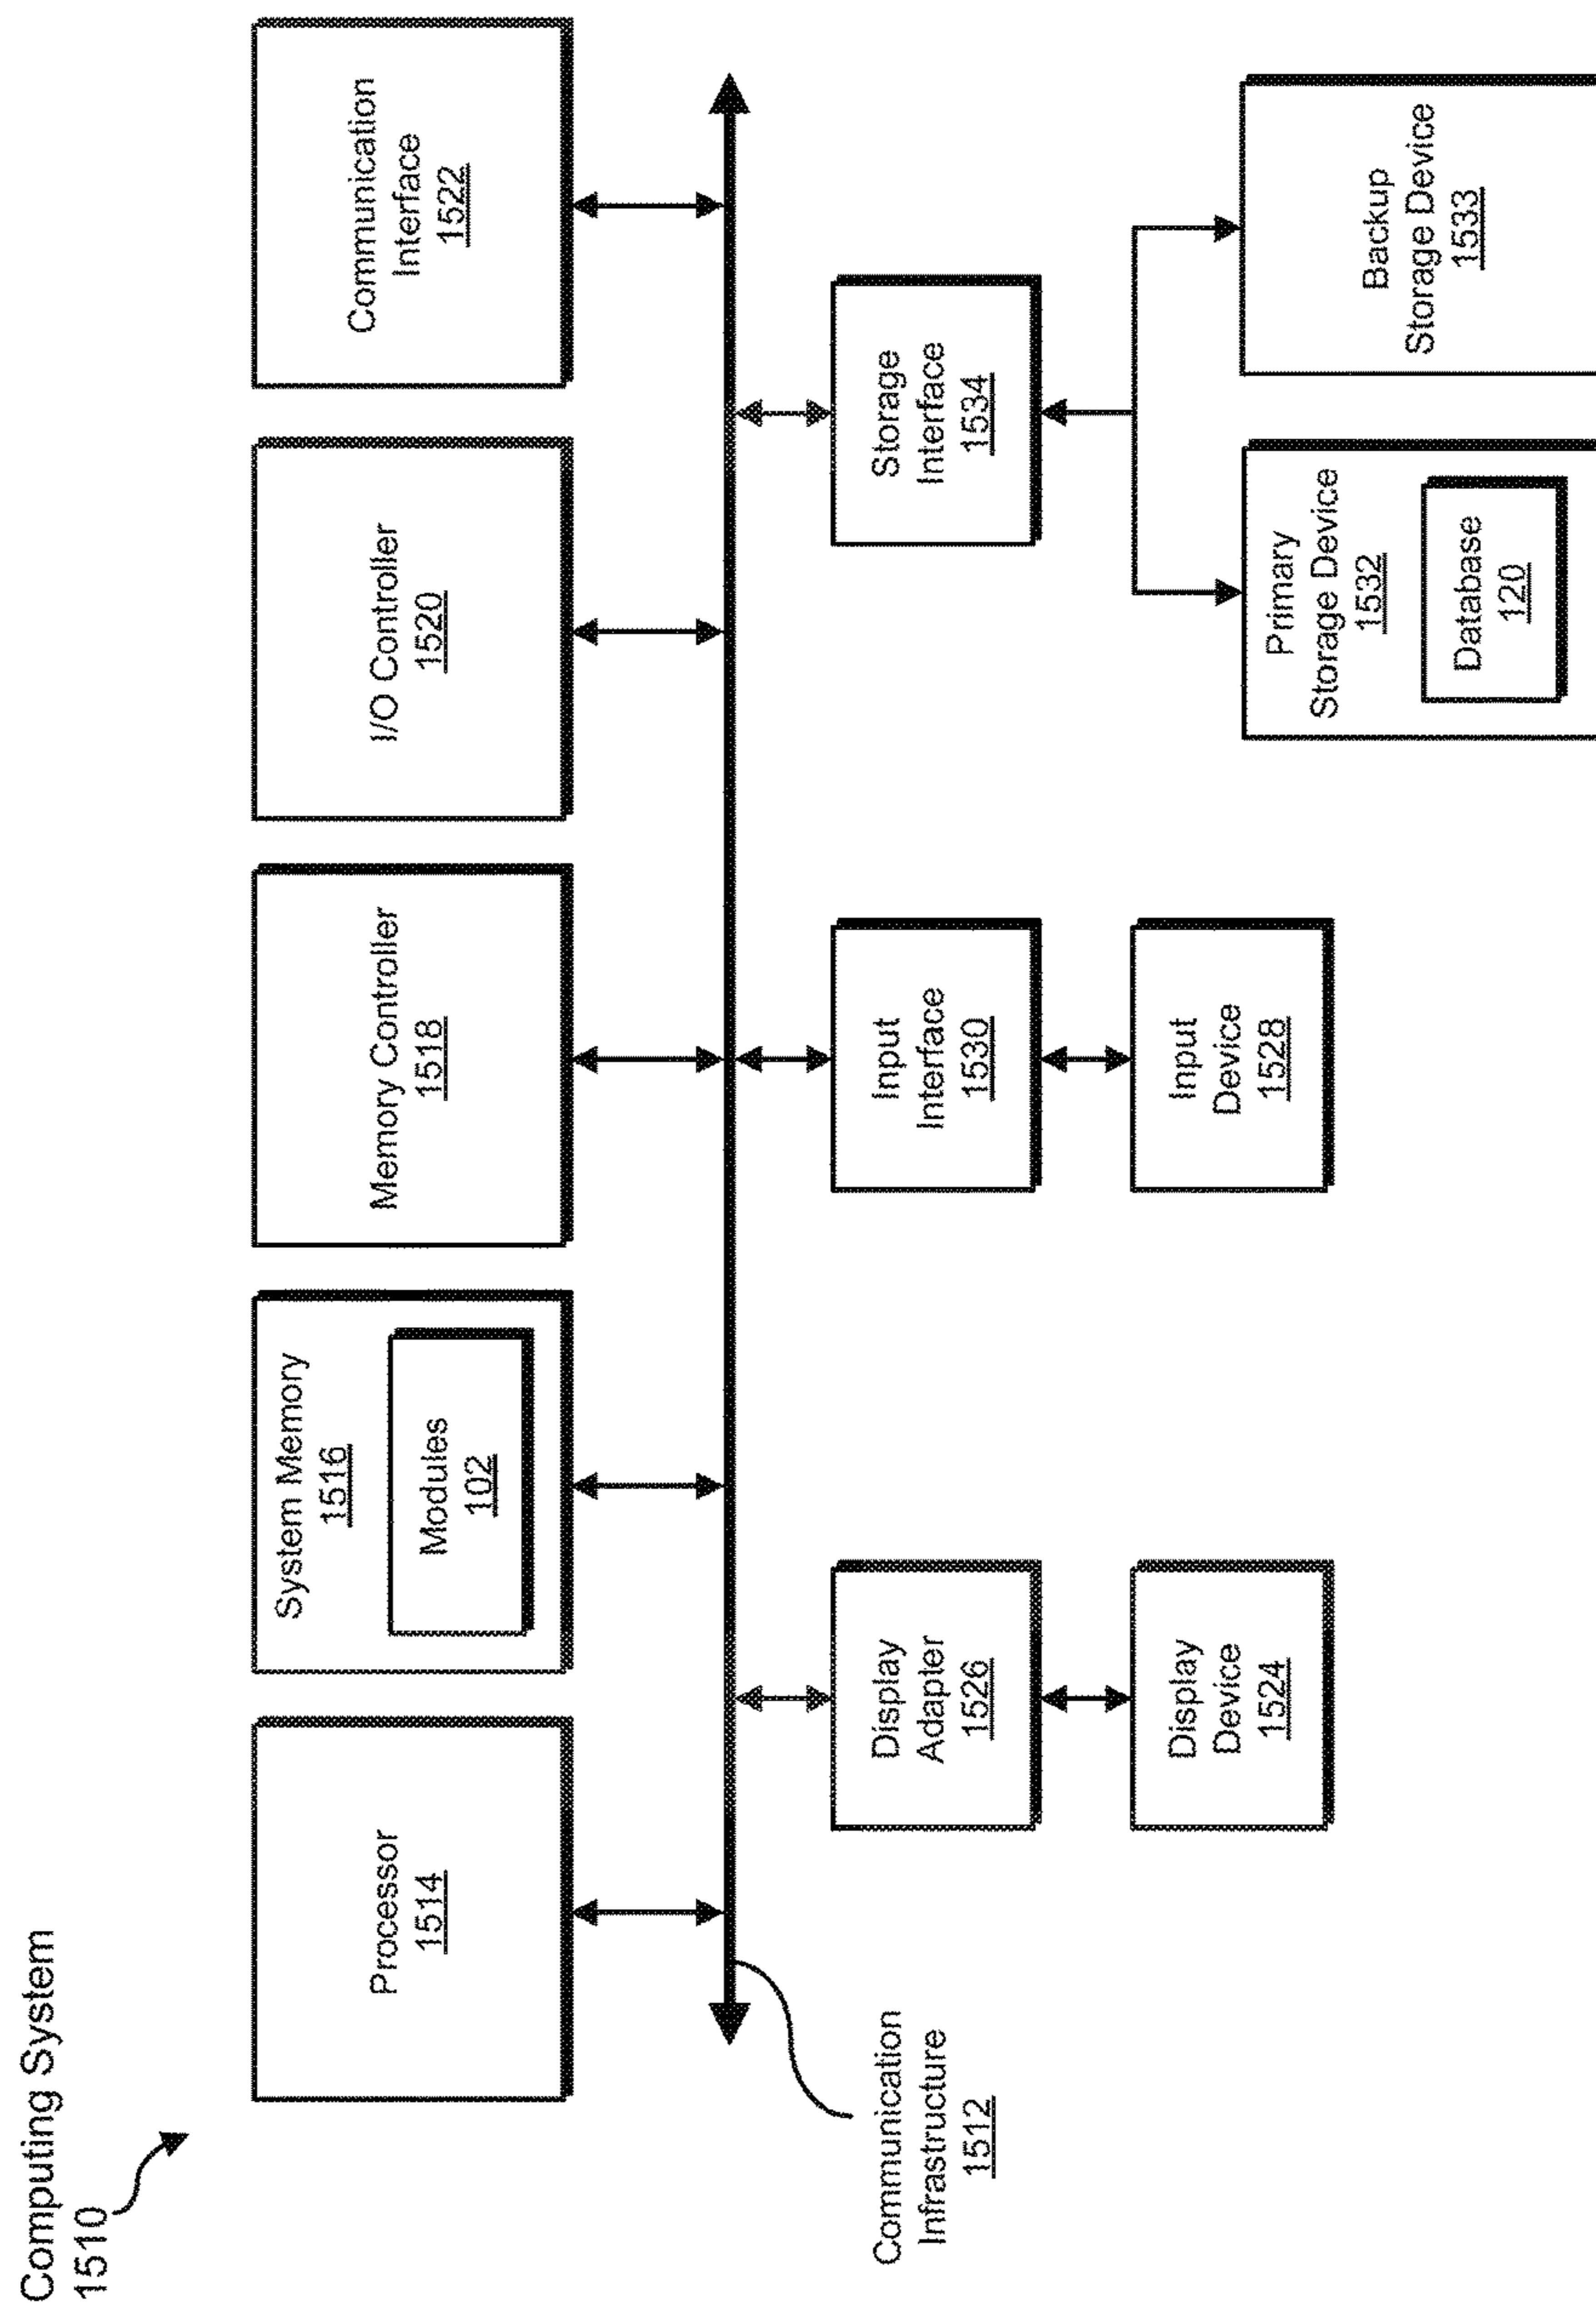 Computing System
1510
Processor
1514
System Memory
1516
Modules
102
Memory Controller
1518
I/O Controller
1520
Communication
Interface
1522
Communication
Infrastructure
1512
Display
Adapter
1526
Input
Interface
1530
Storage
Interface
1534
Display
Device
1524
Input
Device
1528
Primary
Storage Device
1532
Database
120
Backup
Storage Device
1533